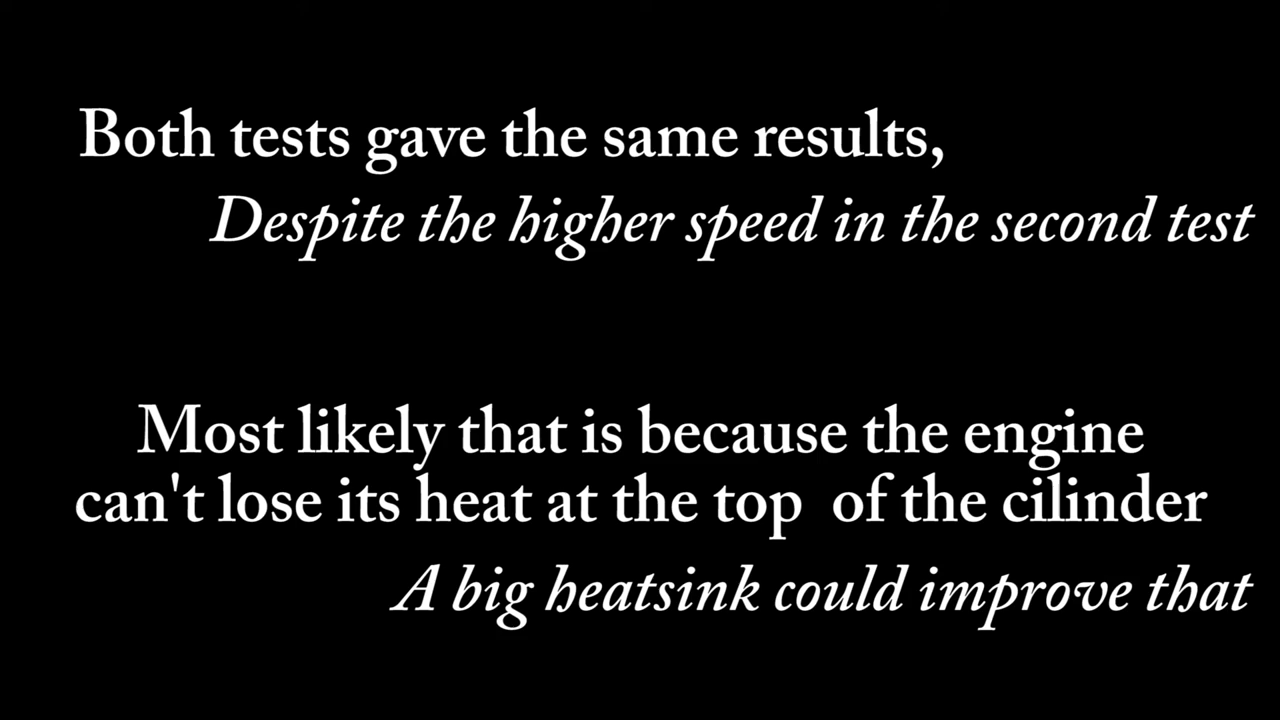 Both tests gave the same results,
Despite the higher speed in the second test
Most likely that is because the engine
can't lose its heat at the top of the cilinder
A big heatsink could improve that